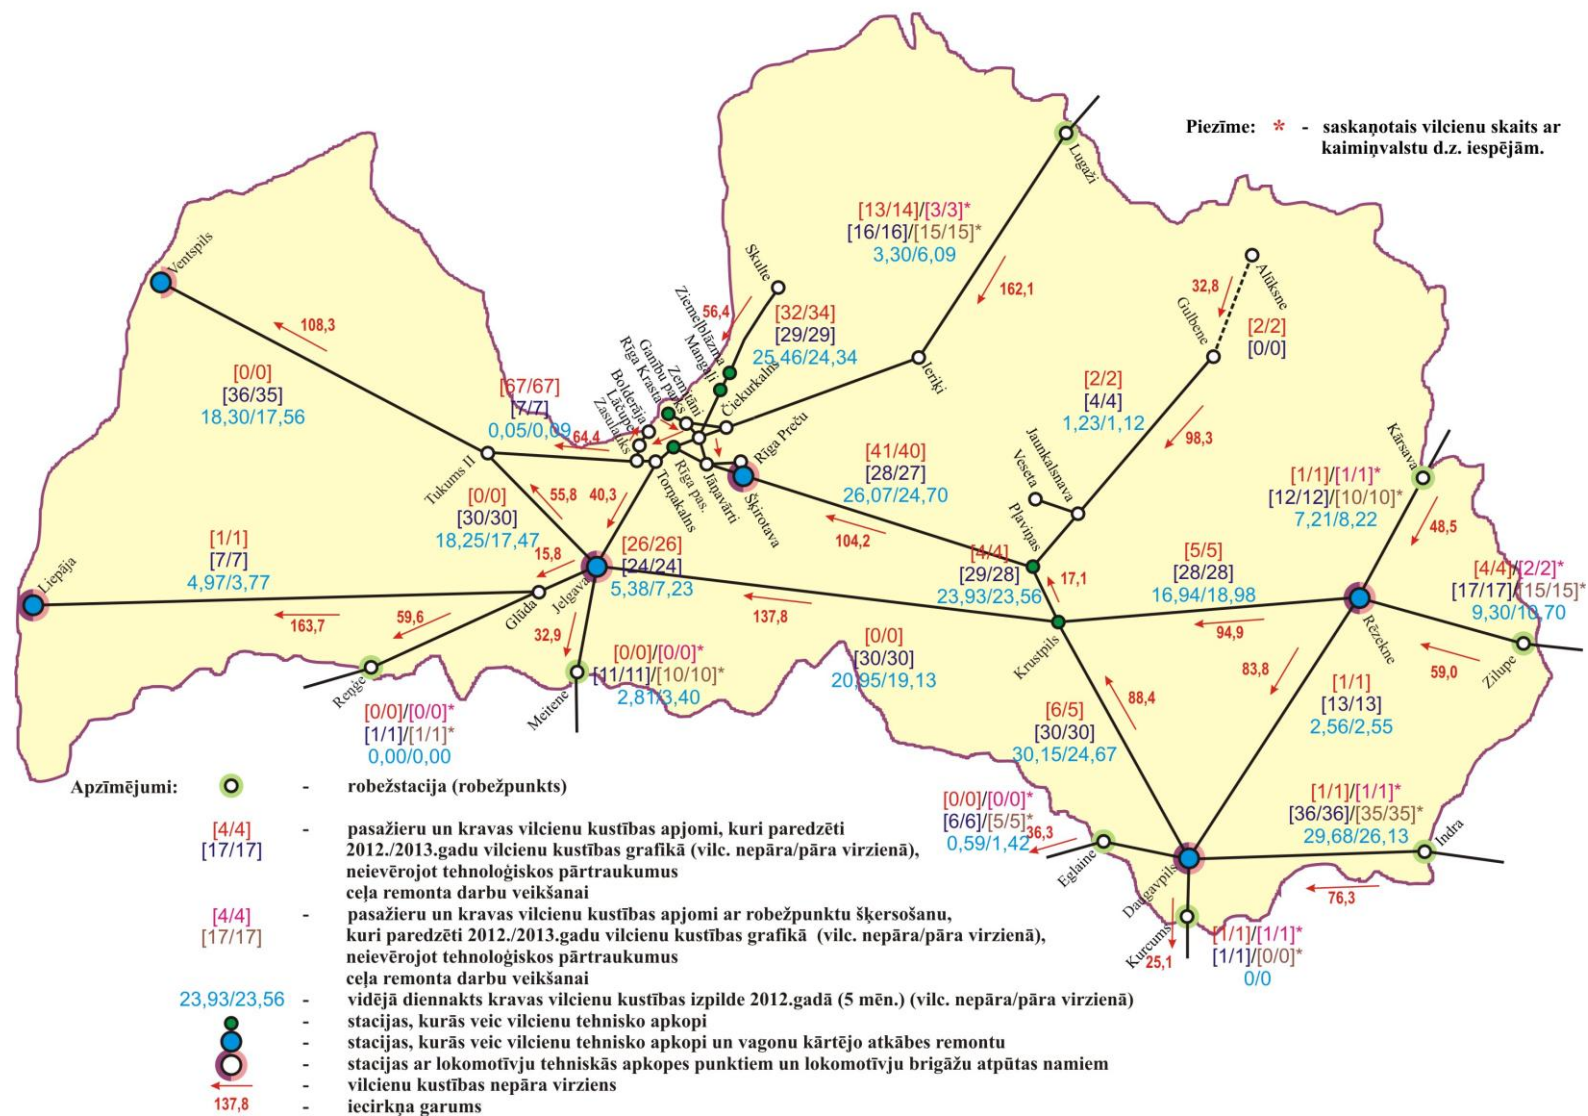 Piezīme: * - saskaņotais vilcienu skaits ar
kaimiņvalstu d.z. iespējām.
Lugaži
[13/14]/[3/3]*
[16/16]/[15/15]*
3,30/6,09
162,1
Alūksne
32,8
Gulbene
[2/2]
[0/0]
Skulte
56,4
[32/34]
[29/29]
25,46/24,34
Ziemeļblāzma
Mangaļi
Ieriķi
Ventspils
108,3
[0/0]
[36/35]
18,30/17,56
[67/67]
[7/7]
0,05/0,09
64,4
Čiekurkalns
Zemitāni
Ganību parks
Rīga Krasta
Bolderāja
Lāčupe
Zasulauks
Rīga Preču
Rīga pas.
Jāņavārti
Torņakalns
Šķirotava
Tukums II
[2/2]
[4/4]
1,23/1,12
98,3
[41/40]
[28/27]
26,07/24,70
104,2
Jaunkalsnava
Veseta
Pļaviņas
Kārsava
[1/1]/[1/1]*
[12/12]/[10/10]*
7,21/8,22
48,5
[0/0]
[30/30]
18,25/17,47
55,8
40,3
15,8
[26/26]
[24/24]
5,38/7,23
Jelgava
Liepāja
[1/1]
[7/7]
4,97/3,77
163,7
Glūda
59,6
32,9
137,8
[4/4]
[29/28]
23,93/23,56
17,1
[5/5]
[28/28]
16,94/18,98
94,9
[4/4]/[2/2]*
[17/17]/[15/15]*
9,30/10,70
59,0
Zilupe
Rēzekne
Krustpils
83,8
[0/0]
[30/30]
20,95/19,13
88,4
Reņģe
Meitene
[0/0]/[0/0]*
[11/11]/[10/10]*
2,81/3,40
[0/0]/[0/0]*
[1/1]/[1/1]*
0,00/0,00
[6/5]
[30/30]
30,15/24,67
[1/1]
[13/13]
2,56/2,55
[0/0]/[0/0]*
[6/6]/[5/5]*
0,59/1,42
36,3
Eglaine
[1/1]/[1/1]*
[36/36]/[35/35]*
29,68/26,13
Indra
76,3
Daugavpils
Kurcums
25,1
[1/1]/[1/1]*
[1/1]/[0/0]*
0/0
Apzīmējumi: - robežstacija (robežpunkts)
[4/4] - pasažieru un kravas vilcienu kustības apjomi, kuri paredzēti
[17/17] 2012./2013.gadu vilcienu kustības grafikā (vilc. nepāra/pāra virzienā),
neievērojot tehnoloģiskos pārtraukumus
ceļa remonta darbu veikšanai
[4/4] - pasažieru un kravas vilcienu kustības apjomi ar robežpunktu šķersošanu,
[17/17] kuri paredzēti 2012./2013.gadu vilcienu kustības grafikā (vilc. nepāra/pāra virzienā),
neievērojot tehnoloģiskos pārtraukumus
ceļa remonta darbu veikšanai
23,93/23,56 - vidējā diennakts kravas vilcienu kustības izpilde 2012.gadā (5 mēn.) (vilc. nepāra/pāra virzienā)
- stacijas, kurās veic vilcienu tehnisko apkopi
- stacijas, kurās veic vilcienu tehnisko apkopi un vagonu kārtējo atkābes remontu
- stacijas ar lokomotīvju tehniskās apkopes punktiem un lokomotīvju brigāžu atpūtas namiem
- vilcienu kustības nepāra virziens
137,8 - iecirkņa garums